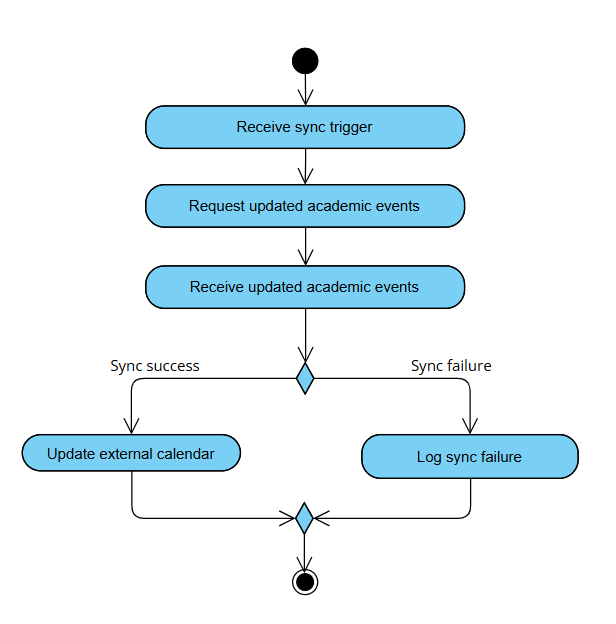 Receive sync trigger
Request updated academic events
Receive updated academic events
Sync success
Sync failure
Update external calendar
Log sync failure